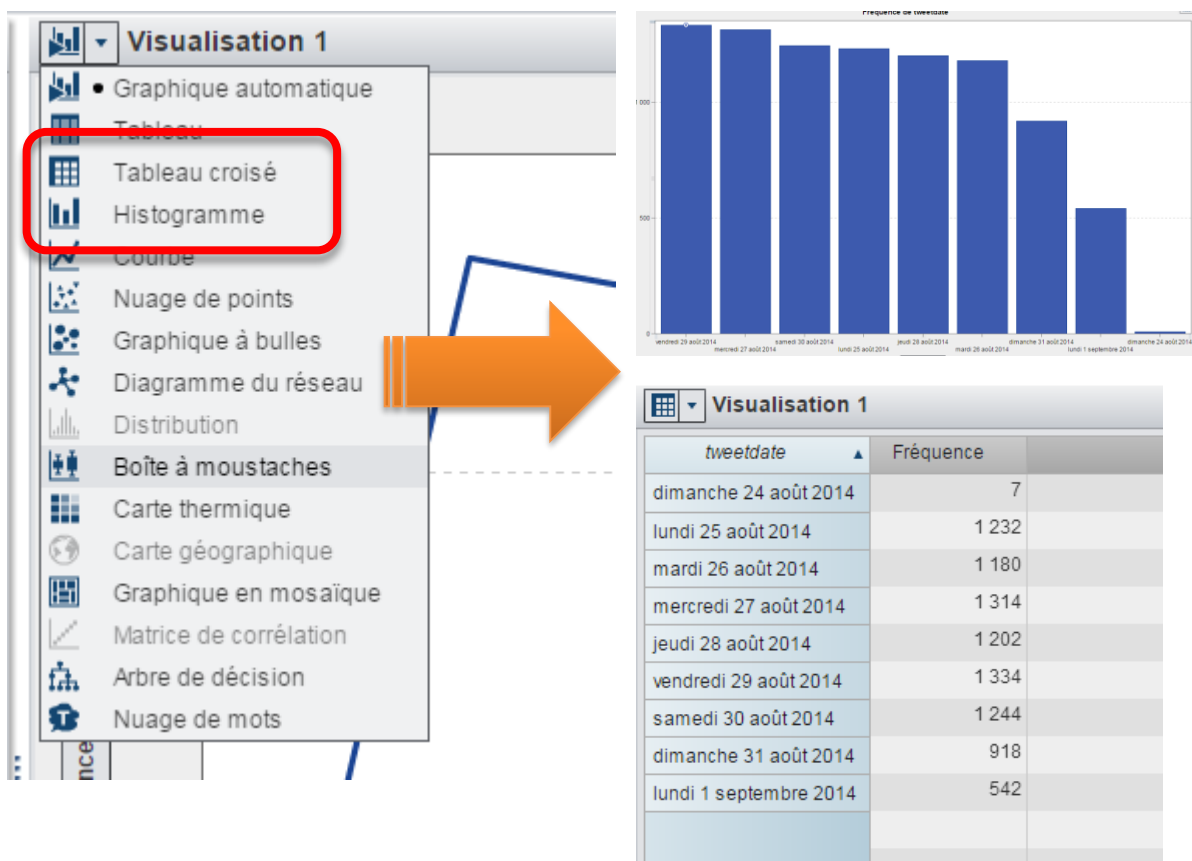 Visualisation 1
Graphique automatique
Tableau
Tableau croisé
Histogramme
Courbe
Nuage de points
Graphique à bulles
Diagramme du réseau
Distribution
Boîte à moustaches
Carte thermique
Carte géographique
Graphique en mosaïque
Matrice de corrélation
Arbre de décision
Nuage de mots
nce
Fréquence de tweetdate
1 000
500
0
vendredi 29 août 2014
mercredi 27 août 2014
samedi 30 août 2014
lundi 25 août 2014
jeudi 28 août 2014
mardi 26 août 2014
dimanche 31 août 2014
lundi 1 septembre 2014
dimanche 24 août 2014
Visualisation 1
tweetdate Fréquence
dimanche 24 août 2014 7
lundi 25 août 2014 1 232
mardi 26 août 2014 1 180
mercredi 27 août 2014 1 314
jeudi 28 août 2014 1 202
vendredi 29 août 2014 1 334
samedi 30 août 2014 1 244
dimanche 31 août 2014 918
lundi 1 septembre 2014 542